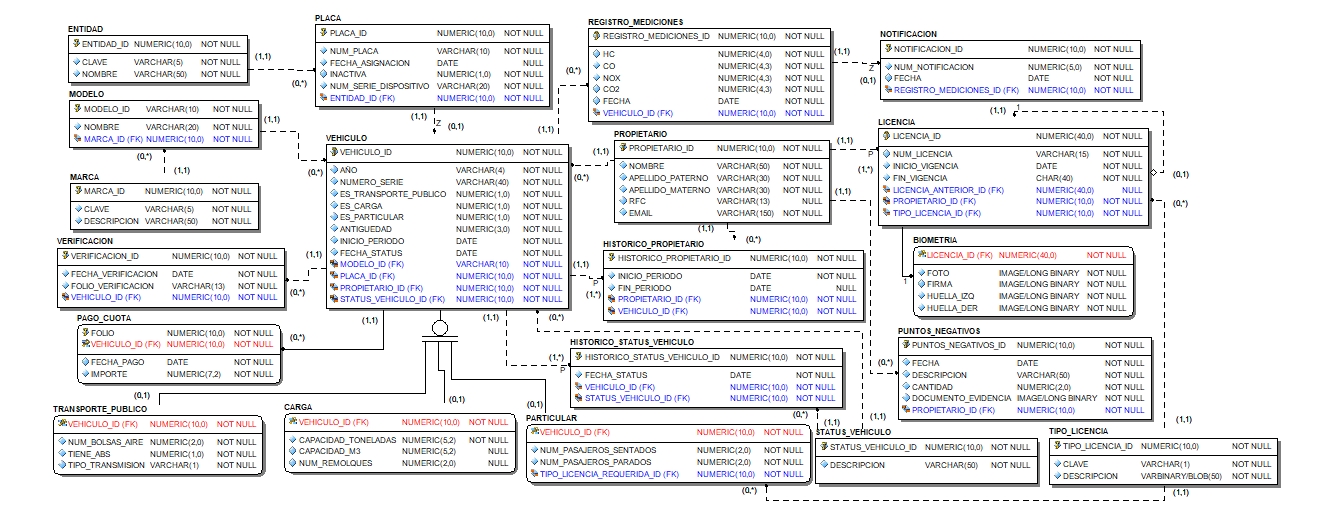 ENTIDAD
ENTIDAD_ID NUMERIC(10,0) NOT NULL
CLAVE VARCHAR(5) NOT NULL
NOMBRE VARCHAR(50) NOT NULL
(1,1)
(0,*)
PLACA
PLACA_ID NUMERIC(10,0) NOT NULL
NUM_PLACA VARCHAR(10) NOT NULL
FECHA_ASIGNACION DATE NULL
INACTIVA NUMERIC(1,0) NOT NULL
NUM_SERIE_DISPOSITIVO VARCHAR(20) NOT NULL
ENTIDAD_ID (FK) NUMERIC(10,0) NOT NULL
(1,1)
Z
(0,1)
REGISTRO_MEDICIONES
REGISTRO_MEDICIONES_ID NUMERIC(10,0) NOT NULL
HC NUMERIC(4,0) NOT NULL
CO NUMERIC(4,3) NOT NULL
NOX NUMERIC(4,3) NOT NULL
CO2 NUMERIC(4,3) NOT NULL
FECHA DATE NOT NULL
VEHICULO_ID (FK) NUMERIC(10,0) NOT NULL
(0,*)
(1,1)
(1,1)
Z
(0,1)
NOTIFICACION
NOTIFICACION_ID NUMERIC(10,0) NOT NULL
NUM_NOTIFICACION NUMERIC(5,0) NOT NULL
FECHA DATE NOT NULL
REGISTRO_MEDICIONES_ID (FK) NUMERIC(10,0) NOT NULL
MODELO
MODELO_ID VARCHAR(10) NOT NULL
NOMBRE VARCHAR(20) NOT NULL
MARCA_ID (FK) NUMERIC(10,0) NOT NULL
(1,1)
(0,*)
(0,*)
(1,1)
MARCA
MARCA_ID NUMERIC(10,0) NOT NULL
CLAVE VARCHAR(5) NOT NULL
DESCRIPCION VARCHAR(50) NOT NULL
VEHICULO
VEHICULO_ID NUMERIC(10,0) NOT NULL
AÑO VARCHAR(4) NOT NULL
NUMERO_SERIE VARCHAR(40) NOT NULL
ES_TRANSPORTE_PUBLICO NUMERIC(1,0) NOT NULL
ES_CARGA NUMERIC(1,0) NOT NULL
ES_PARTICULAR NUMERIC(1,0) NOT NULL
ANTIGUEDAD NUMERIC(3,0) NOT NULL
INICIO_PERIODO DATE NOT NULL
FECHA_STATUS DATE NOT NULL
MODELO_ID (FK) VARCHAR(10) NOT NULL
PLACA_ID (FK) NUMERIC(10,0) NOT NULL
PROPIETARIO_ID (FK) NUMERIC(10,0) NOT NULL
STATUS_VEHICULO_ID (FK) NUMERIC(10,0) NOT NULL
(0,*)
(1,1)
PROPIETARIO
PROPIETARIO_ID NUMERIC(10,0) NOT NULL
NOMBRE VARCHAR(50) NOT NULL
APELLIDO_PATERNO VARCHAR(30) NOT NULL
APELLIDO_MATERNO VARCHAR(30) NOT NULL
RFC VARCHAR(13) NULL
EMAIL VARCHAR(150) NOT NULL
(1,1)
P
(1,*)
(1,1)
(1,1)
(0,*)
LICENCIA
LICENCIA_ID NUMERIC(40,0) NOT NULL
NUM_LICENCIA VARCHAR(15) NOT NULL
INICIO_VIGENCIA DATE NOT NULL
FIN_VIGENCIA CHAR(40) NOT NULL
LICENCIA_ANTERIOR_ID (FK) NUMERIC(40,0) NULL
PROPIETARIO_ID (FK) NUMERIC(10,0) NOT NULL
TIPO_LICENCIA_ID (FK) NUMERIC(10,0) NOT NULL
(1,1)
1
(0,1)
(0,*)
1
BIOMETRIA
LICENCIA_ID (FK) NUMERIC(40,0) NOT NULL
FOTO IMAGE/LONG BINARY NOT NULL
FIRMA IMAGE/LONG BINARY NOT NULL
HUELLA_IZQ IMAGE/LONG BINARY NOT NULL
HUELLA_DER IMAGE/LONG BINARY NOT NULL
VERIFICACION
VERIFICACION_ID NUMERIC(10,0) NOT NULL
FECHA_VERIFICACION DATE NOT NULL
FOLIO_VERIFICACION VARCHAR(13) NOT NULL
VEHICULO_ID (FK) NUMERIC(10,0) NOT NULL
(1,1)
(0,*)
HISTORICO_PROPIETARIO
HISTORICO_PROPIETARIO_ID NUMERIC(10,0) NOT NULL
INICIO_PERIODO DATE NOT NULL
FIN_PERIODO DATE NULL
PROPIETARIO_ID (FK) NUMERIC(10,0) NOT NULL
VEHICULO_ID (FK) NUMERIC(10,0) NOT NULL
(1,1)
P
(1,*)
PAGO_CUOTA
FOLIO NUMERIC(10,0) NOT NULL
VEHICULO_ID (FK) NUMERIC(10,0) NOT NULL
FECHA_PAGO DATE NOT NULL
IMPORTE NUMERIC(7,2) NOT NULL
(1,1)
(0,*)
(1,1)
(0,*)
HISTORICO_STATUS_VEHICULO
HISTORICO_STATUS_VEHICULO_ID NUMERIC(10,0) NOT NULL
FECHA_STATUS DATE NOT NULL
VEHICULO_ID (FK) NUMERIC(10,0) NOT NULL
STATUS_VEHICULO_ID (FK) NUMERIC(10,0) NOT NULL
(1,*)
P
(0,*)
(1,1)
PUNTOS_NEGATIVOS
PUNTOS_NEGATIVOS_ID NUMERIC(10,0) NOT NULL
FECHA DATE NOT NULL
DESCRIPCION VARCHAR(50) NOT NULL
CANTIDAD NUMERIC(2,0) NOT NULL
DOCUMENTO_EVIDENCIA IMAGE/LONG BINARY NOT NULL
PROPIETARIO_ID (FK) NUMERIC(10,0) NOT NULL
(0,*)
(0,1)
(0,1)
(0,1)
TRANSPORTE_PUBLICO
VEHICULO_ID (FK) NUMERIC(10,0) NOT NULL
NUM_BOLSAS_AIRE NUMERIC(2,0) NOT NULL
TIENE_ABS NUMERIC(1,0) NOT NULL
TIPO_TRANSMISION VARCHAR(1) NOT NULL
CARGA
VEHICULO_ID (FK) NUMERIC(10,0) NOT NULL
CAPACIDAD_TONELADAS NUMERIC(5,2) NOT NULL
CAPACIDAD_M3 NUMERIC(5,2) NULL
NUM_REMOLQUES NUMERIC(2,0) NULL
PARTICULAR
VEHICULO_ID (FK) NUMERIC(10,0) NOT NULL
NUM_PASAJEROS_SENTADOS NUMERIC(2,0) NOT NULL
NUM_PASAJEROS_PARADOS NUMERIC(2,0) NOT NULL
TIPO_LICENCIA_REQUERIDA_ID (FK) NUMERIC(10,0) NOT NULL
(0,*)
(1,1)
STATUS_VEHICULO
STATUS_VEHICULO_ID NUMERIC(10,0) NOT NULL
DESCRIPCION VARCHAR(50) NOT NULL
(1,1)
TIPO_LICENCIA
TIPO_LICENCIA_ID NUMERIC(10,0) NOT NULL
CLAVE VARCHAR(1) NOT NULL
DESCRIPCION VARBINARY/BLOB(50) NOT NULL
(1,1)